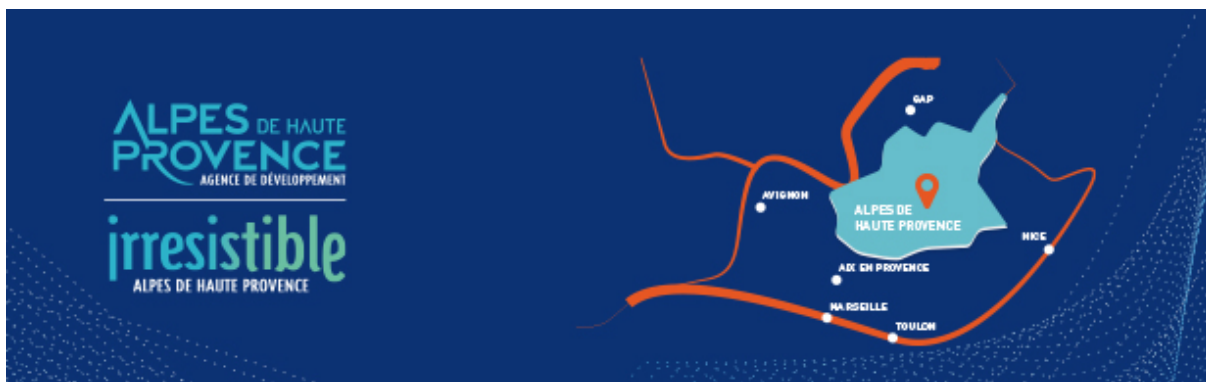 ALPES DE HAUTE
PROVENCE
AGENCE DE DÉVELOPPEMENT
irresistible
ALPES DE HAUTE PROVENCE
GAP
AVIGNON
ALPES DE
HAUTE PROVENCE
NICE
AIX EN PROVENCE
MARSEILLE
TOULON